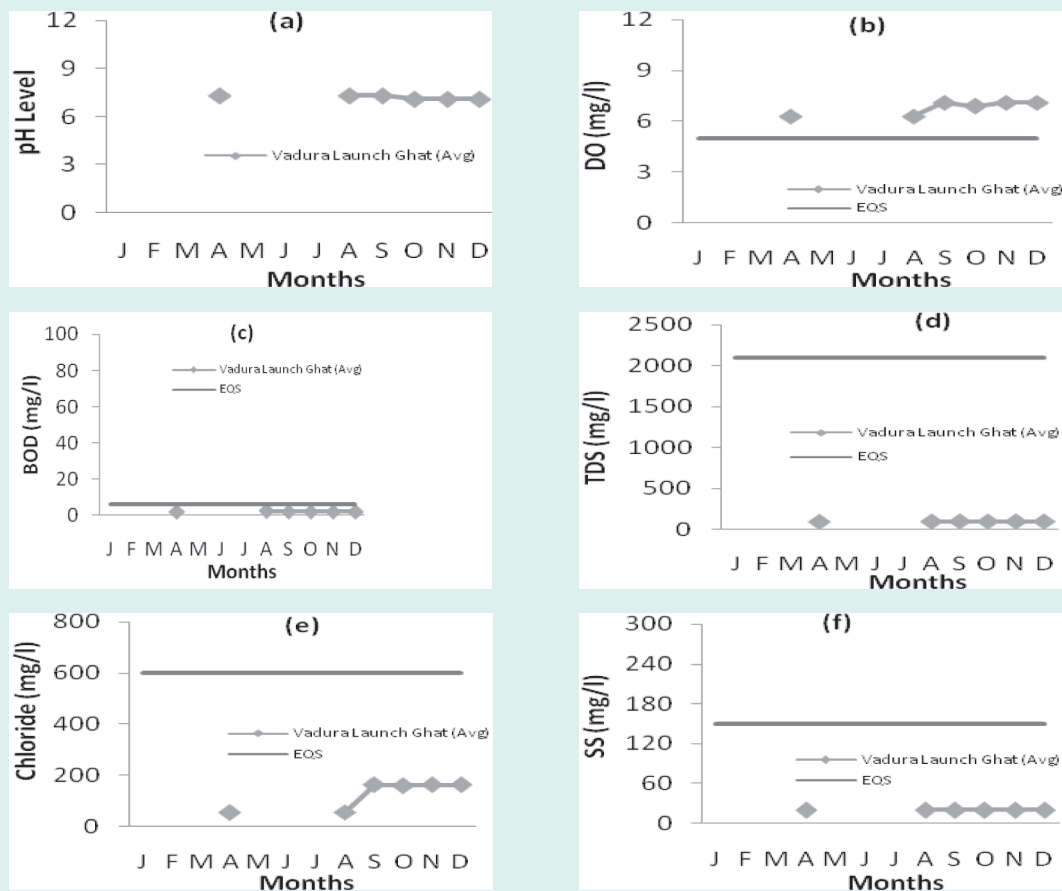 (a)
pH Level
12
9
6
3
0
Vadura Launch Ghat (Avg)
J F M A M J J A S O N D
Months
(b)
DO (mg/l)
12
9
6
3
0
Vadura Launch Ghat (Avg)
EQS
J F M A M J J A S O N D
Months
(c)
BOD (mg/l)
100
80
60
40
20
0
Vadura Launch Ghat (Avg)
EQS
J F M A M J J A S O N D
Months
(d)
TDS (mg/l)
2500
2000
1500
1000
500
0
Vadura Launch Ghat (Avg)
EQS
J F M A M J J A S O N D
Months
(e)
Chloride (mg/l)
800
600
400
200
0
Vadura Launch Ghat (Avg)
EQS
J F M A M J J A S O N D
Months
(f)
SS (mg/l)
300
240
180
120
60
0
Vadura Launch Ghat (Avg)
EQS
J F M A M J J A S O N D
Months